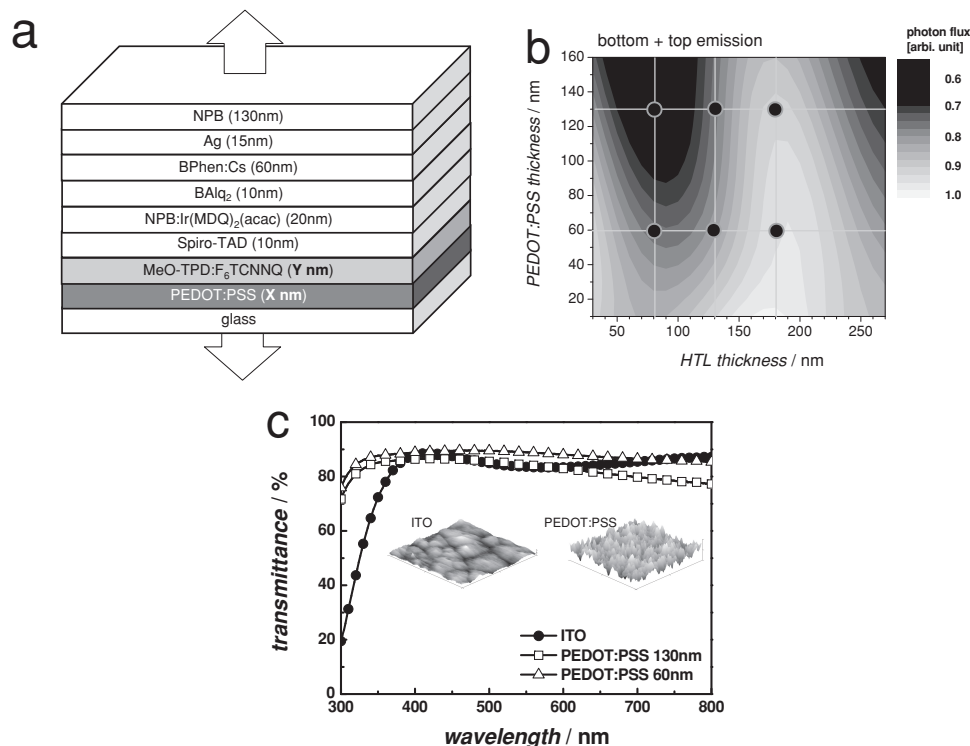 a
NPB (130nm)
Ag (15nm)
BPhen:Cs (60nm)
BAlq₂ (10nm)
NPB:Ir(MDQ)₂(acac) (20nm)
Spiro-TAD (10nm)
MeO-TPD:F₆TCNNQ (Y nm)
PEDOT:PSS (X nm)
glass
b
bottom + top emission
photon flux
[arbi. unit]
0.6
0.7
0.8
0.9
1.0
PEDOT:PSS thickness / nm
160
140
120
100
80
60
40
20
50 100 150 200 250
HTL thickness / nm
c
transmittance / %
100
80
60
40
20
0
ITO
PEDOT:PSS
ITO
PEDOT:PSS 130nm
PEDOT:PSS 60nm
300 400 500 600 700 800
wavelength / nm